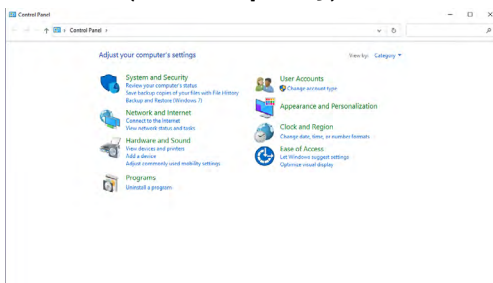 Control Panel
Control Panel
Adjust your computer's settings
View by: Category
System and Security
Review your computer's status
Save backup copies of your files with File History
Backup and Restore (Windows 7)
Network and Internet
Connect to the Internet
View network status and tasks
Hardware and Sound
View devices and printers
Add a device
Adjust commonly used mobility settings
Programs
Uninstall a program
User Accounts
Change account type
Appearance and Personalization
Clock and Region
Change date, time, or number formats
Ease of Access
Let Windows suggest settings
Optimize visual display